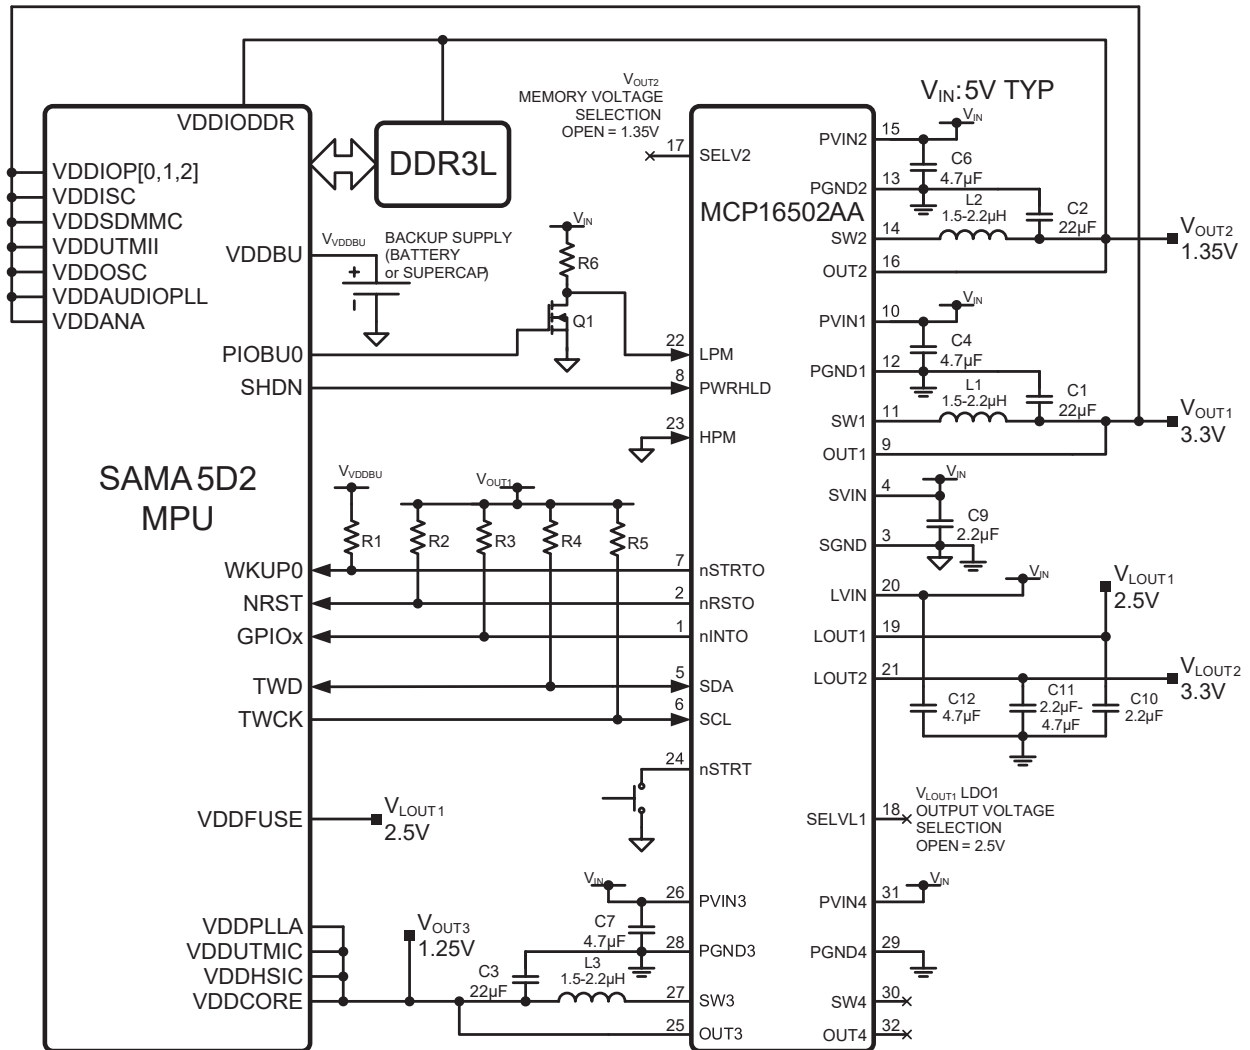 VDDIODDR
VDDIOP[0,1,2]
VDDISC
VDDSDMMC
VDDUTMII
VDDOSC
VDDAUDIOPLL
VDDANA
VDDBU
PIOBU0
SHDN
SAMA5D2
MPU
WKUP0
NRST
GPIOx
TWD
TWCK
VDDFUSE
VDDPLLA
VDDUTMIC
VDDHSIC
VDDCORE
DDR3L
VVDDBU
BACKUP SUPPLY
(BATTERY
or SUPERCAP)
+
VIN
R6
Q1
VOUT2
MEMORY VOLTAGE
SELECTION
OPEN = 1.35V
VVDDBU
VOUT1
R1
R2
R3
R4
R5
VLOUT1
2.5V
VOUT3
1.25V
VIN
C7
4.7µF
C3
22µF
L3
1.5-2.2µH
17
22
8
23
7
2
1
5
6
24
26
28
27
25
MCP16502AA
SELV2
LPM
PWRHLD
HPM
nSTRTO
nRSTO
nINTO
SDA
SCL
nSTRT
PVIN3
PGND3
SW3
OUT3
PVIN2
PGND2
SW2
OUT2
PVIN1
PGND1
SW1
OUT1
SVIN
SGND
LVIN
LOUT1
LOUT2
SELVL1
PVIN4
PGND4
SW4
OUT4
15
13
14
16
10
12
11
9
4
3
20
19
21
18
31
29
30
32
VIN: 5V TYP
VIN
C6
4.7µF
L2
1.5-2.2µH
C2
22µF
VOUT2
1.35V
VIN
C4
4.7µF
L1
1.5-2.2µH
C1
22µF
VOUT1
3.3V
VIN
C9
2.2µF
VIN
VLOUT1
2.5V
VLOUT2
3.3V
C12
4.7µF
C11
2.2µF-
4.7µF
C10
2.2µF
VLOUT1 LDO1
OUTPUT VOLTAGE
SELECTION
OPEN = 2.5V
VIN